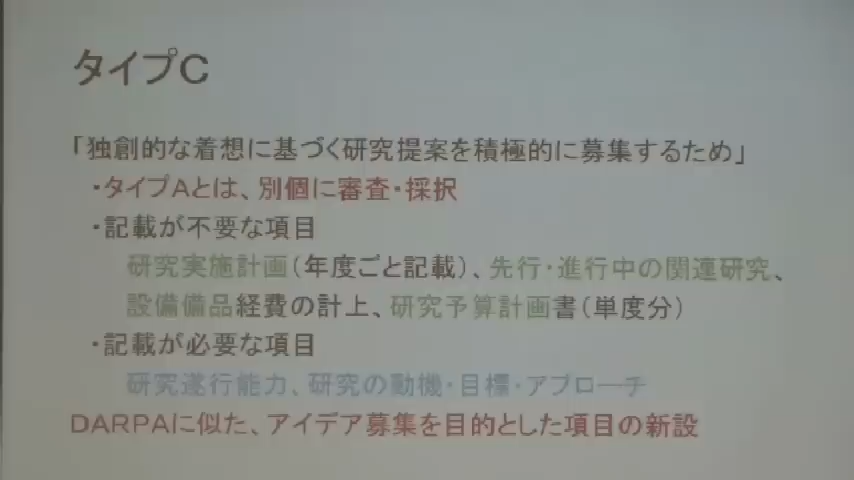 タイプC
「独創的な着想に基づく研究提案を積極的に募集するため」
・タイプAとは、別個に審査・採択
・記載が不要な項目
研究実施計画(年度ごと記載)、先行・進行中の関連研究、
設備備品経費の計上、研究予算計画書(単度分)
・記載が必要な項目
研究遂行能力、研究の動機・目標・アプローチ
DARPAに似た、アイデア募集を目的とした項目の新設